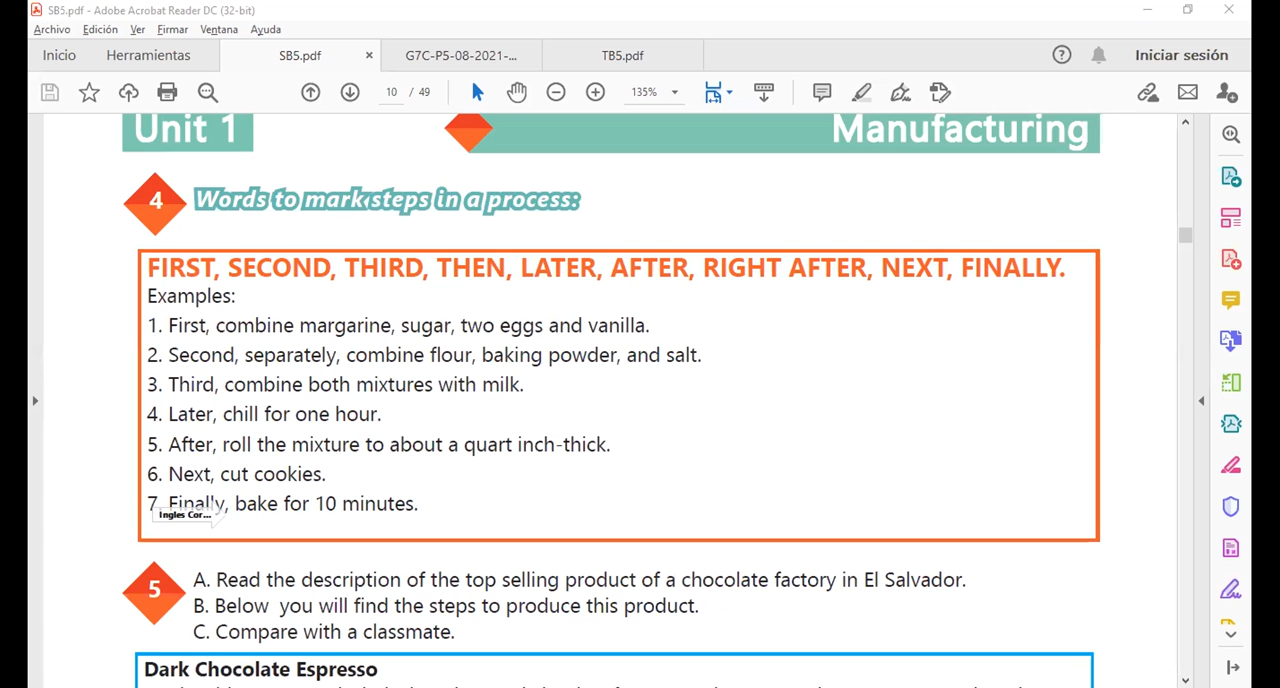 SB5.pdf - Adobe Acrobat Reader DC (32-bit)
Archivo Edición Ver Firmar Ventana Ayuda
Inicio Herramientas SB5.pdf × G7C-P5-08-2021-... TB5.pdf Iniciar sesión
10 / 49 135%
Unit 1 Manufacturing
4 Words to mark steps in a process:
FIRST, SECOND, THIRD, THEN, LATER, AFTER, RIGHT AFTER, NEXT, FINALLY.
Examples:
1. First, combine margarine, sugar, two eggs and vanilla.
2. Second, separately, combine flour, baking powder, and salt.
3. Third, combine both mixtures with milk.
4. Later, chill for one hour.
5. After, roll the mixture to about a quart inch-thick.
6. Next, cut cookies.
7. Finally, bake for 10 minutes.
Ingles Cor...
5 A. Read the description of the top selling product of a chocolate factory in El Salvador.
B. Below you will find the steps to produce this product.
C. Compare with a classmate.
Dark Chocolate Espresso